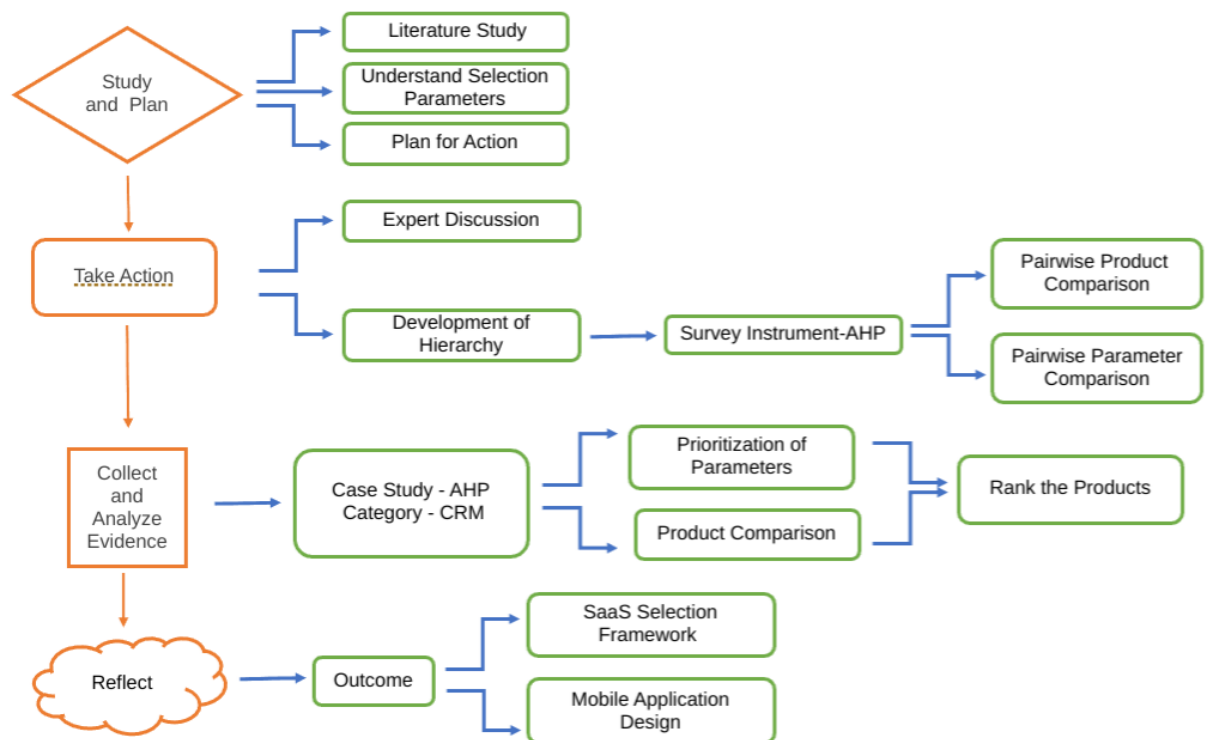 Study
and Plan
Literature Study
Understand Selection
Parameters
Plan for Action
Take Action
Expert Discussion
Development of
Hierarchy
Survey Instrument-AHP
Pairwise Product
Comparison
Pairwise Parameter
Comparison
Collect
and
Analyze
Evidence
Case Study - AHP
Category - CRM
Prioritization of
Parameters
Product Comparison
Rank the Products
Reflect
Outcome
SaaS Selection
Framework
Mobile Application
Design